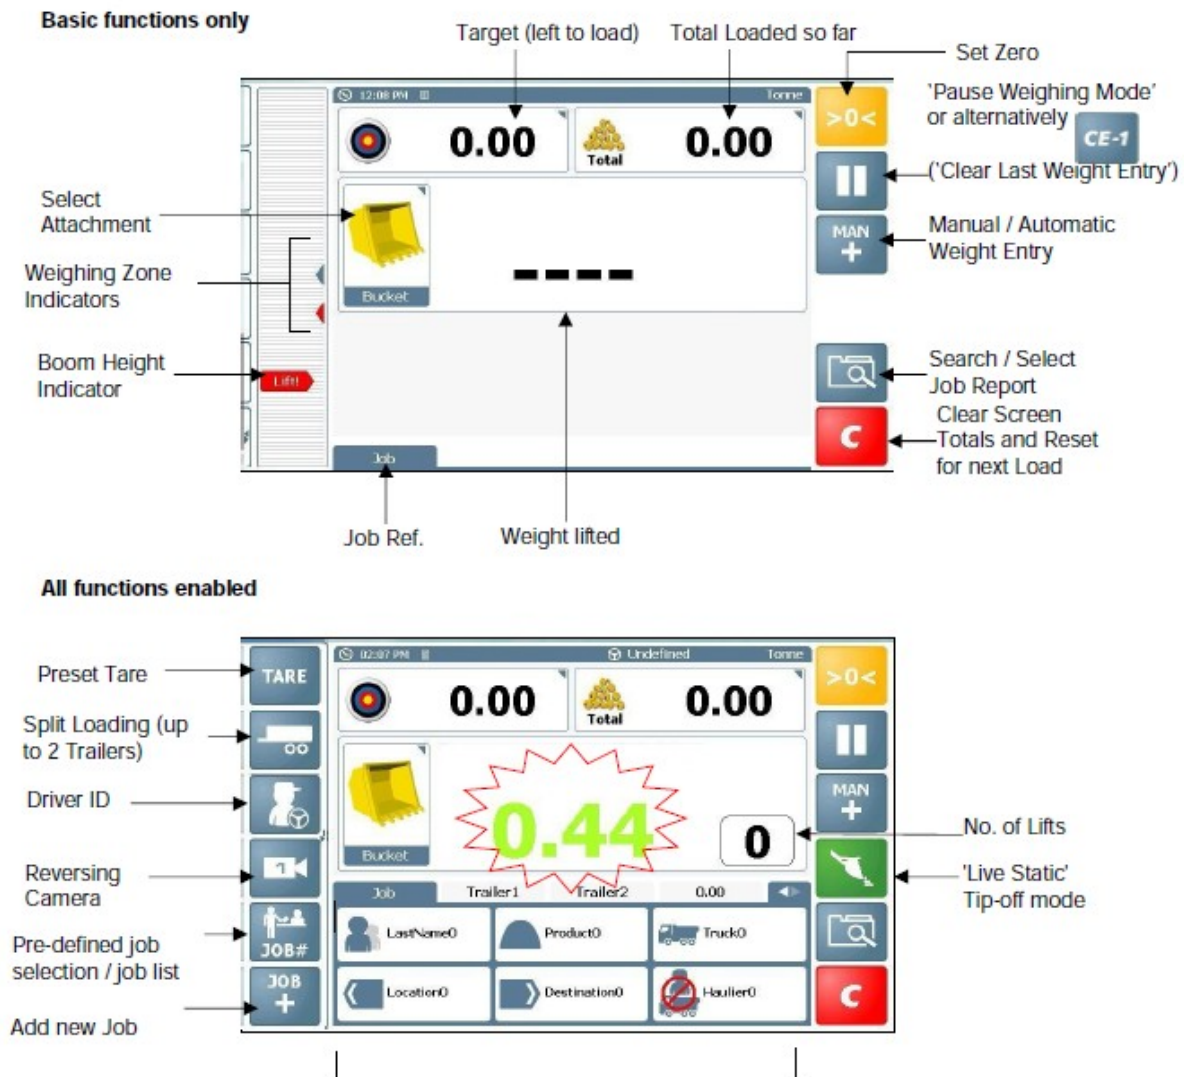 Basic functions only
Target (left to load)
Total Loaded so far
Set Zero
'Pause Weighing Mode'
or alternatively
CE-1
('Clear Last Weight Entry')
12:08 PM
Tonne
0.00
Total
0.00
>0<
Select
Attachment
MAN
+
Manual / Automatic
Weight Entry
Weighing Zone
Indicators
Bucket
Boom Height
Indicator
Lift!
Search / Select
Job Report
Clear Screen
Totals and Reset
for next Load
C
Job
Job Ref.
Weight lifted
All functions enabled
Preset Tare
TARE
02:07 PM
Undefined
Tonne
>0<
0.00
Total
0.00
Split Loading (up
to 2 Trailers)
Driver ID
MAN
+
0.44
0
No. of Lifts
Bucket
Reversing
Camera
'Live Static'
Tip-off mode
Job
Trailer1
Trailer2
0.00
Pre-defined job
selection / job list
JOB#
LastName0
Product0
Truck0
Add new Job
JOB
+
Location0
Destination0
Haulier0
C